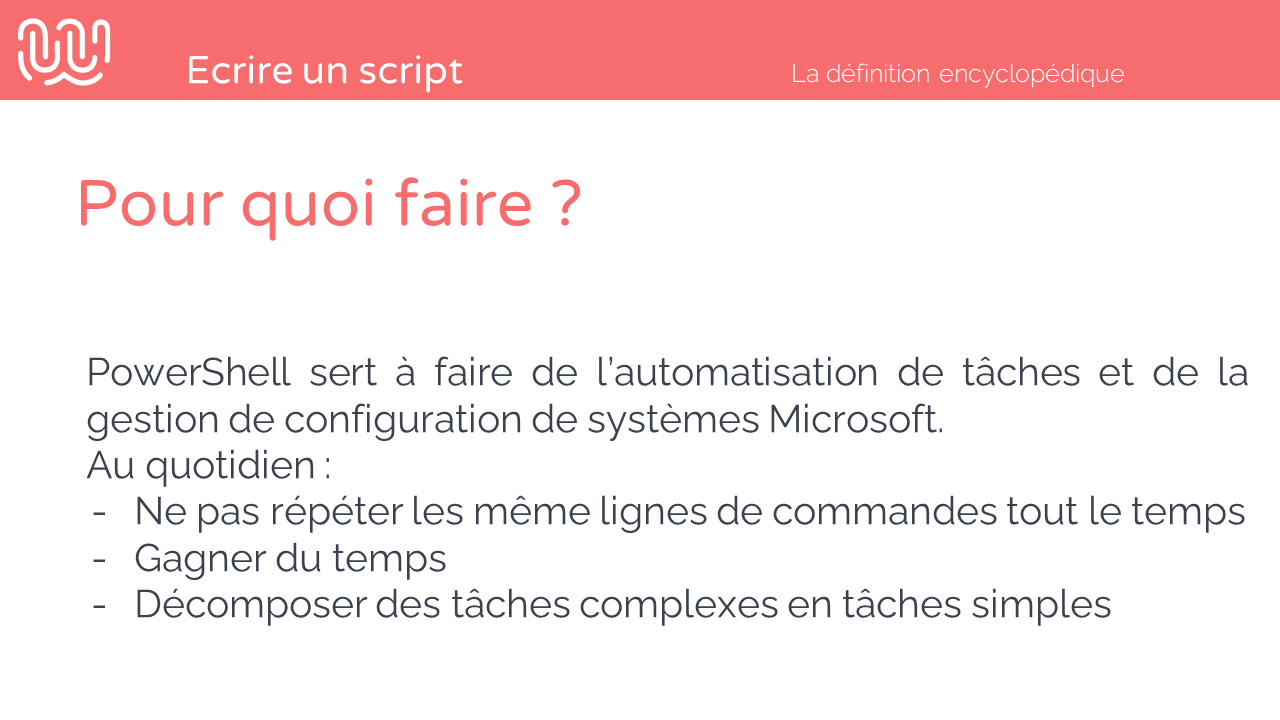 Ecrire un script
La définition encyclopédique
Pour quoi faire ?
PowerShell sert à faire de l’automatisation de tâches et de la
gestion de configuration de systèmes Microsoft.
Au quotidien :
- Ne pas répéter les même lignes de commandes tout le temps
- Gagner du temps
- Décomposer des tâches complexes en tâches simples